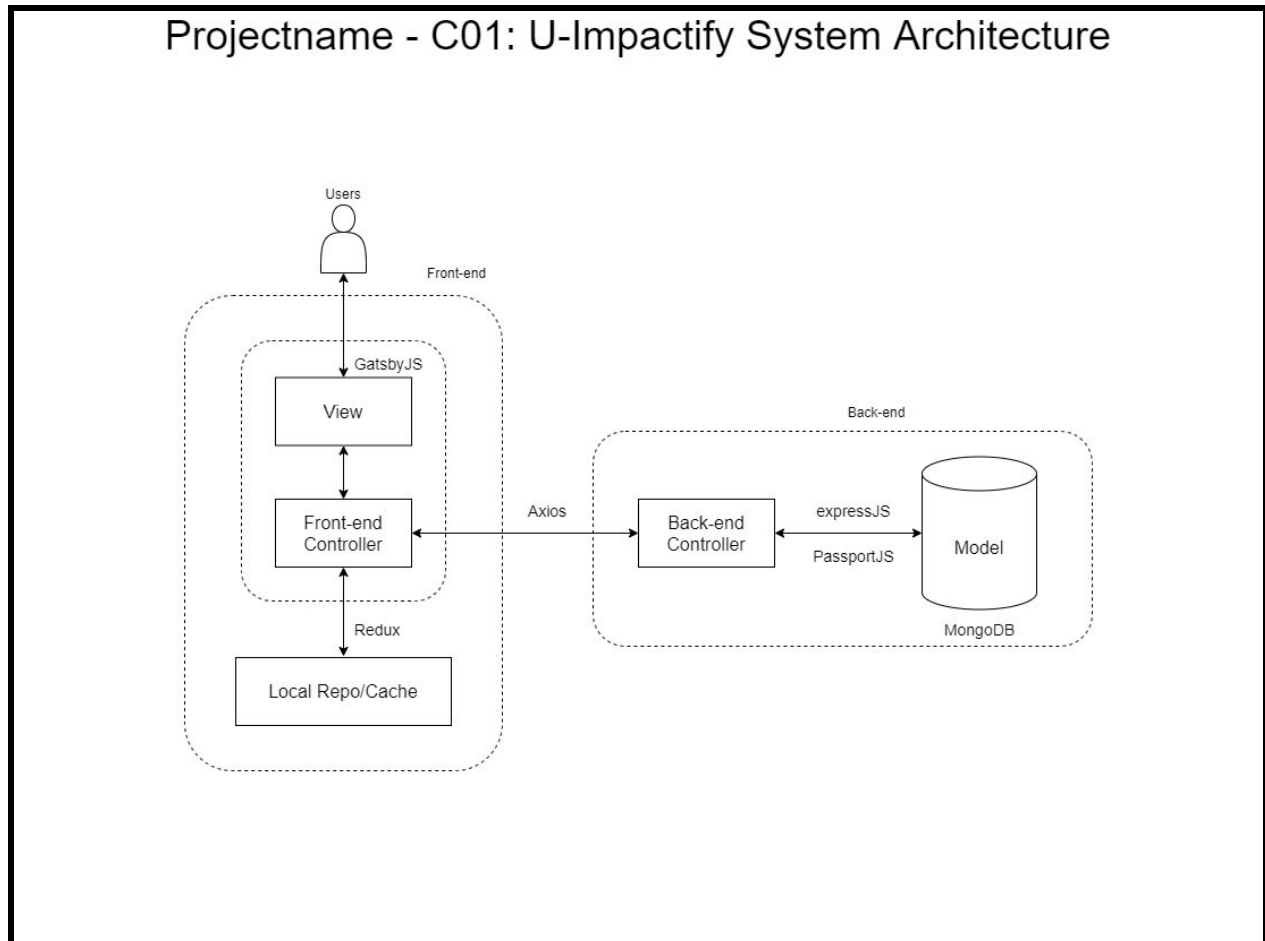 Projectname - C01: U-Impactify System Architecture
Users
Front-end
GatsbyJS
View
Front-end
Controller
Redux
Local Repo/Cache
Axios
Back-end
Back-end
Controller
expressJS
PassportJS
Model
MongoDB